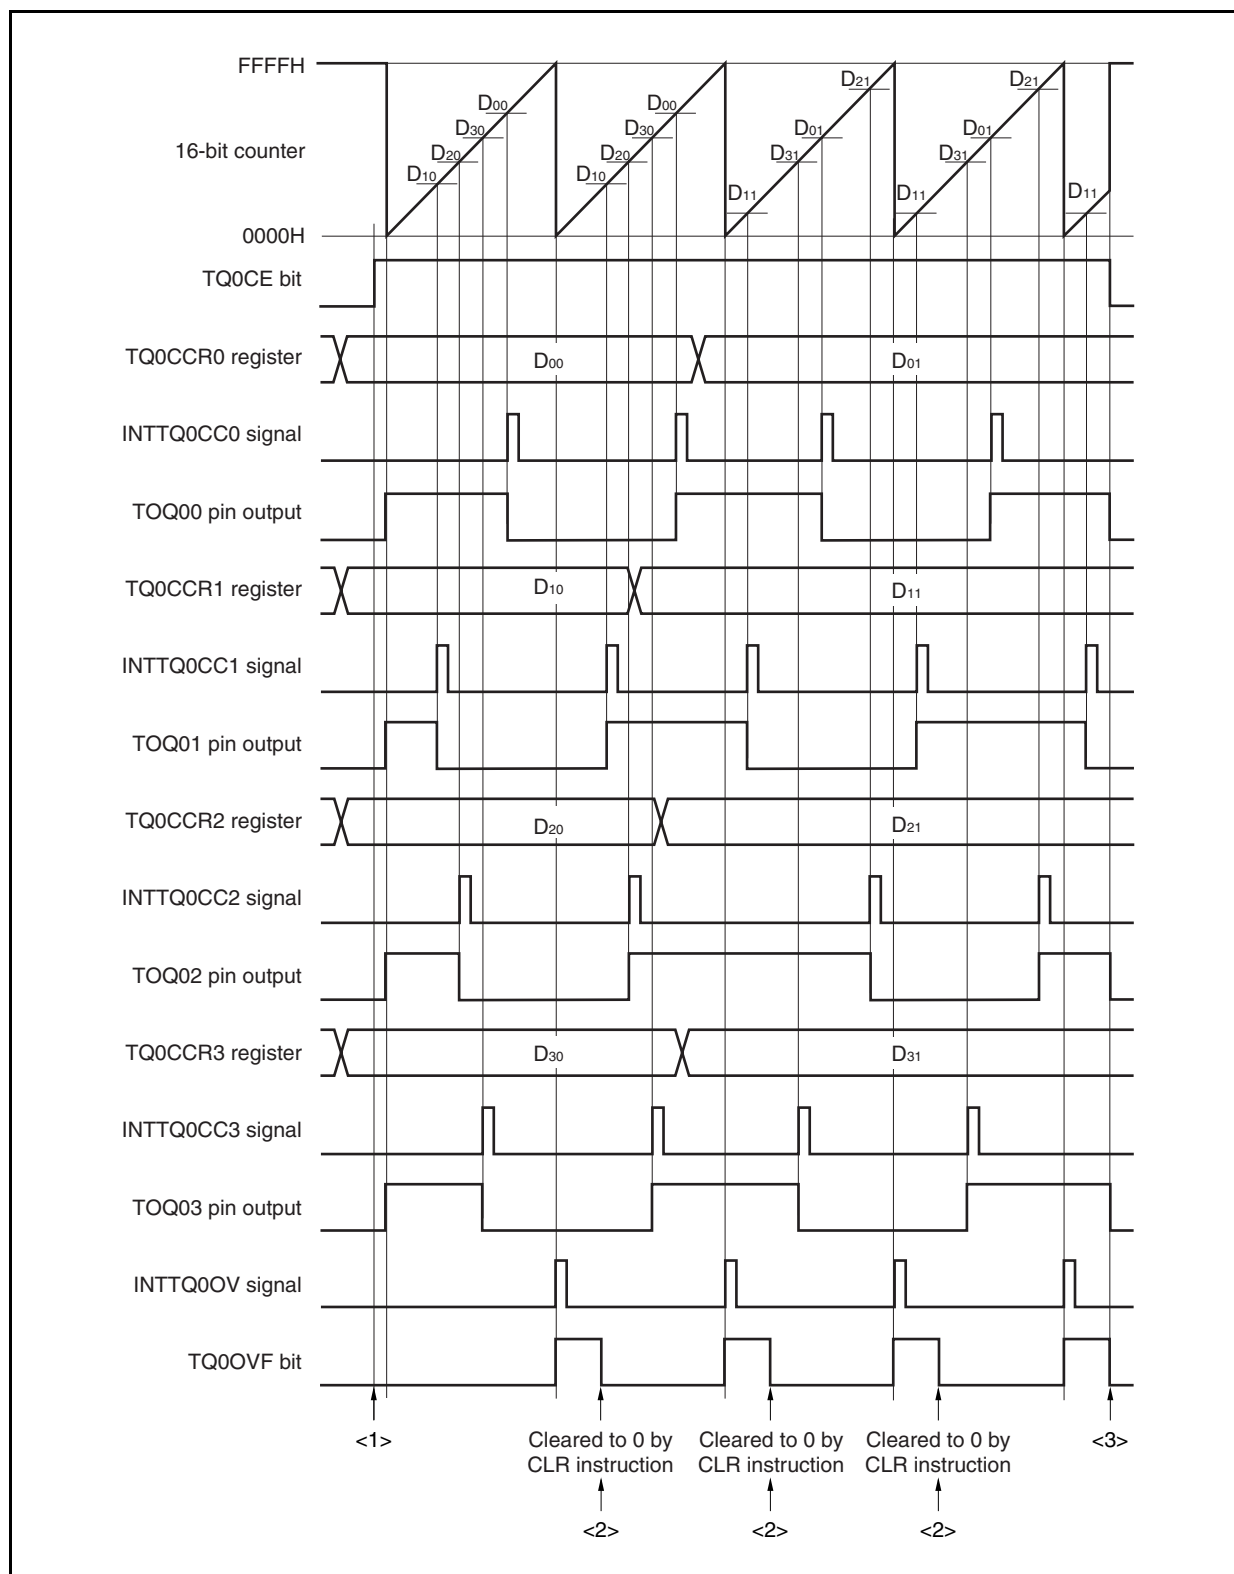 FFFFH
D21 D21
D00 D00
D30 D30 D01 D01
16-bit counter
D20 D20 D31 D31
D10 D10
D11 D11 D11
0000H
TQ0CE bit
TQ0CCR0 register D00 D01
INTTQ0CC0 signal
TOQ00 pin output
TQ0CCR1 register D10 D11
INTTQ0CC1 signal
TOQ01 pin output
TQ0CCR2 register D20 D21
INTTQ0CC2 signal
TOQ02 pin output
TQ0CCR3 register D30 D31
INTTQ0CC3 signal
TOQ03 pin output
INTTQ0OV signal
TQ0OVF bit
<1> Cleared to 0 by Cleared to 0 by Cleared to 0 by <3>
CLR instruction CLR instruction CLR instruction
<2> <2> <2>